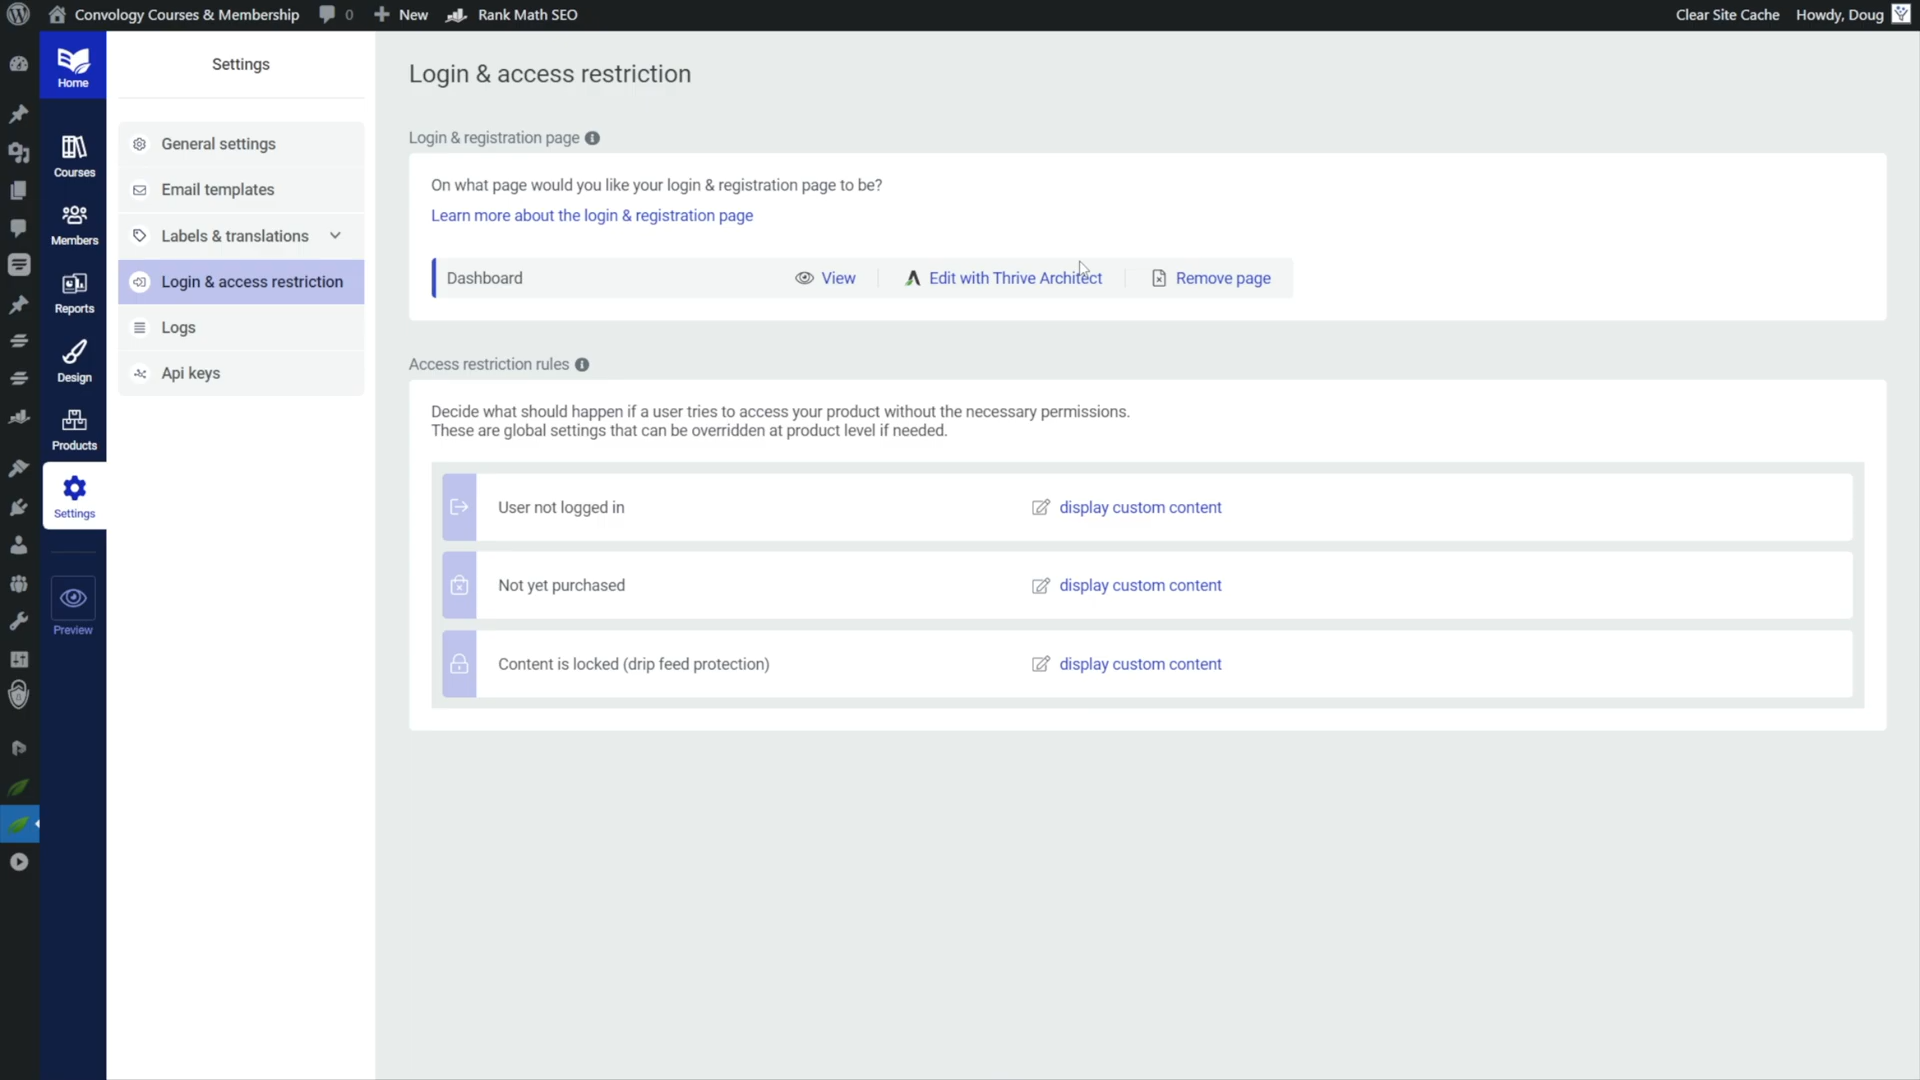 Convology Courses & Membership
0
New
Rank Math SEO
Clear Site Cache
Howdy, Doug
Home
Courses
Members
Reports
Design
Products
Settings
Preview
Settings
General settings
Email templates
Labels & translations
Login & access restriction
Logs
Api keys
Login & access restriction
Login & registration page
On what page would you like your login & registration page to be?
Learn more about the login & registration page
Dashboard
View
Edit with Thrive Architect
Remove page
Access restriction rules
Decide what should happen if a user tries to access your product without the necessary permissions.
These are global settings that can be overridden at product level if needed.
User not logged in
display custom content
Not yet purchased
display custom content
Content is locked (drip feed protection)
display custom content